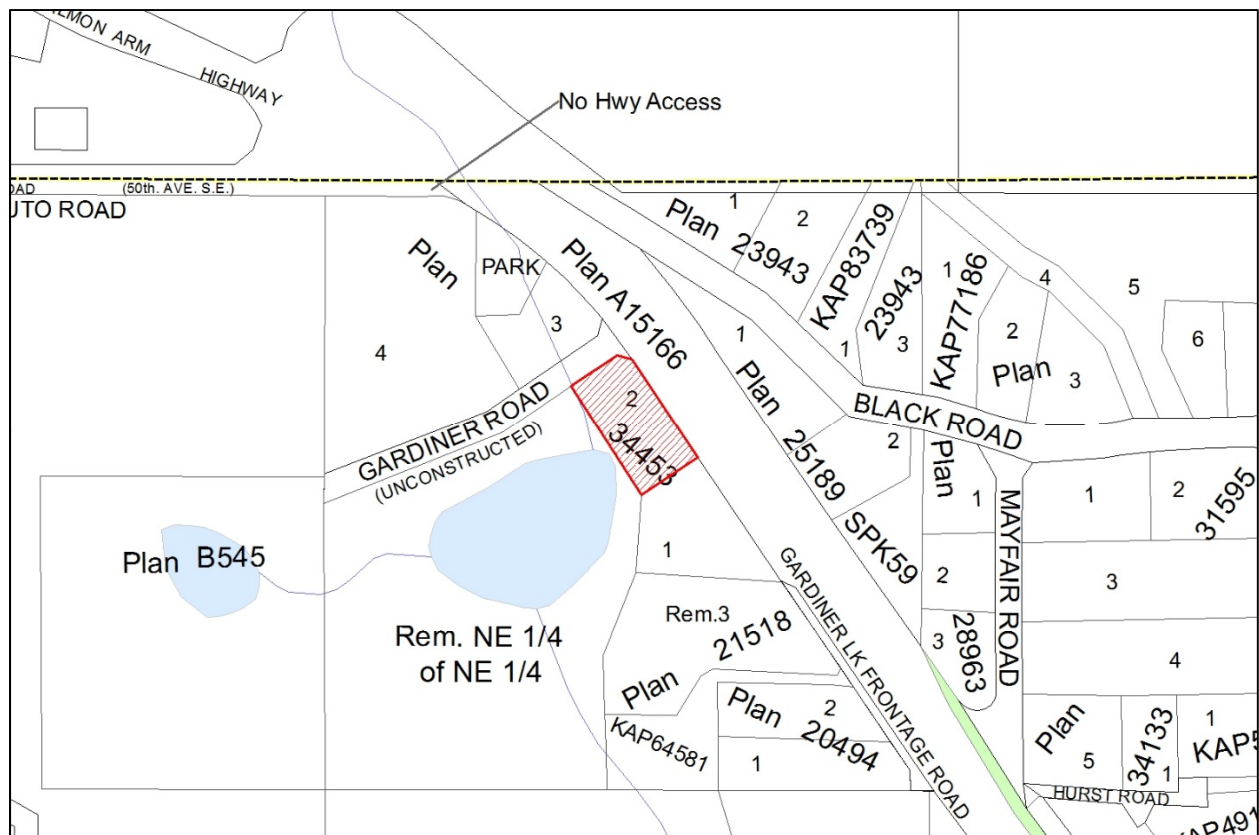 LMON ARM
HIGHWAY
No Hwy Access
OAD
(50th. AVE. S.E.)
UTO ROAD
Plan
PARK
3
4
Plan A15166
1
Plan 23943
2
KAP83739
1
23943
3
1
KAP77186
2
Plan
3
4
5
6
GARDINER ROAD
(UNCONSTRUCTED)
2
34453
1
1
Plan
25189
2
BLACK ROAD
SPK59
Plan
1
2
3
28963
MAYFAIR ROAD
1
2
31595
3
4
Plan B545
Rem. NE 1/4
of NE 1/4
Rem.3
21518
Plan
KAP64581
Plan
2
20494
1
GARDINER LK FRONTAGE ROAD
Plan
5
34133
1
1
KAP5
HURST ROAD
KAP491